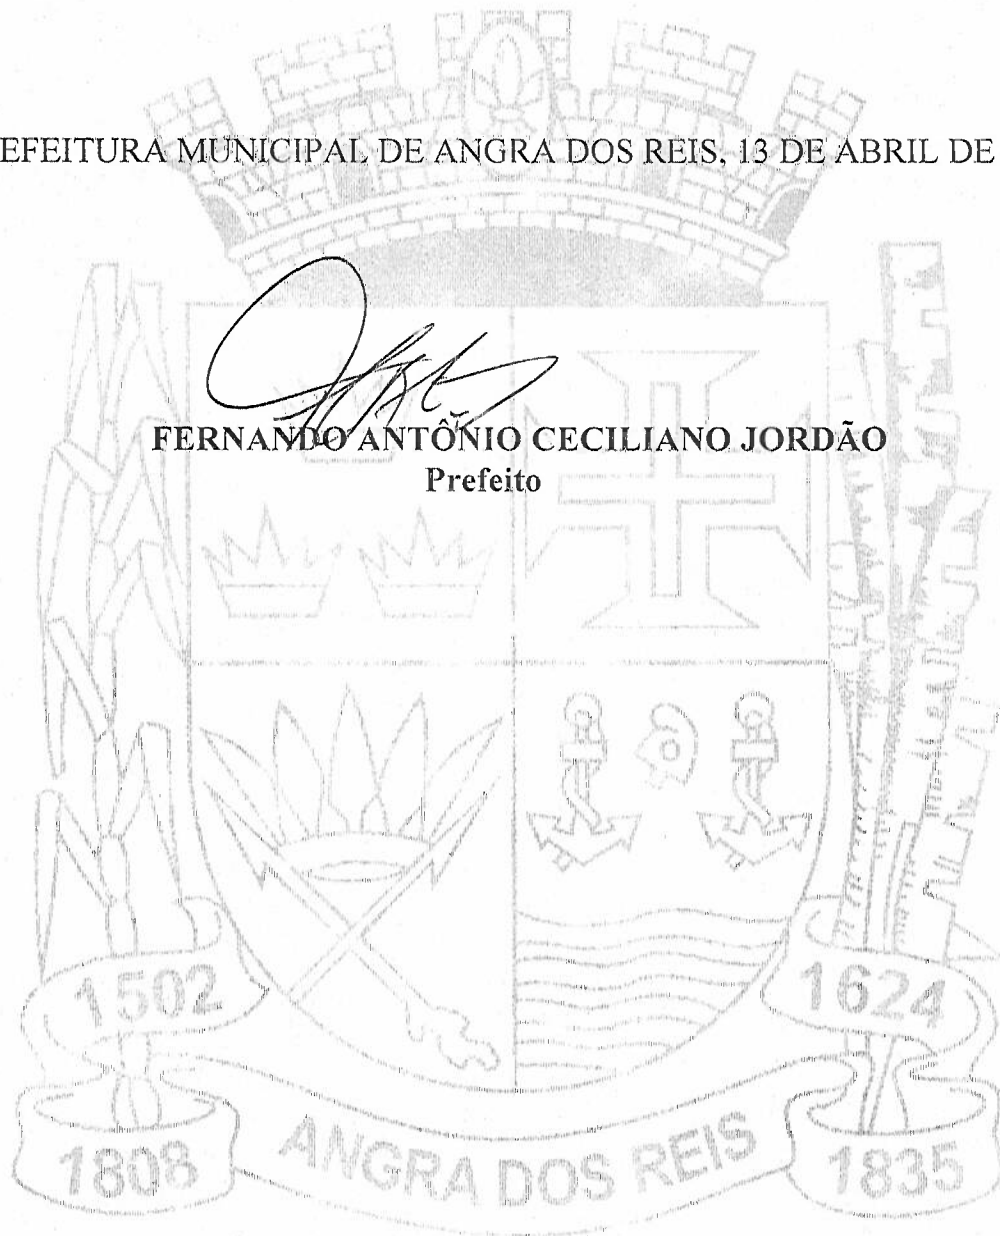 EFEITURA MUNICIPAL DE ANGRA DOS REIS, 13 DE ABRIL DE
FERNANDO ANTÔNIO CECILIANO JORDÃO
Prefeito
1502
1624
1808
ANGRA DOS REIS
1835